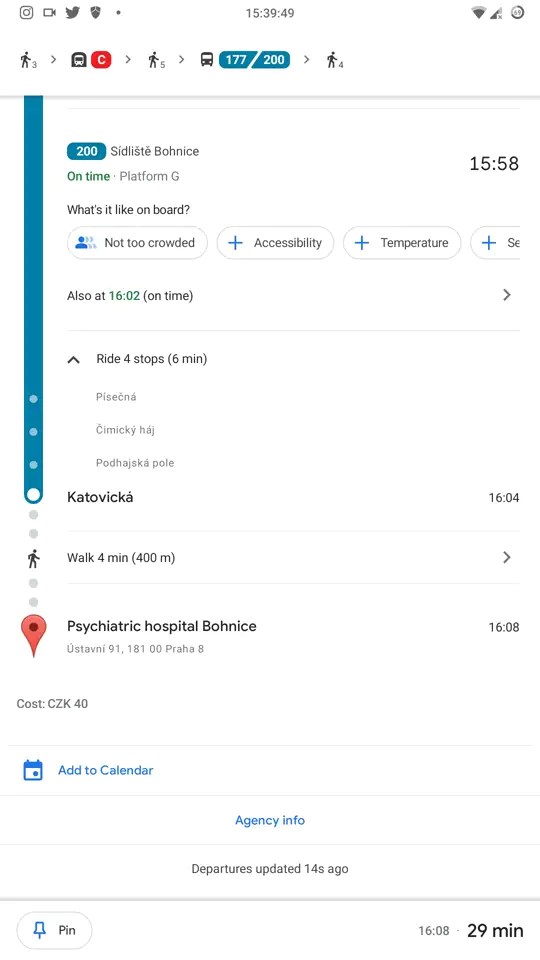 15:39:49
3 C 5 177 / 200 4
200 Sídliště Bohnice
15:58
On time · Platform G
What's it like on board?
Not too crowded Accessibility Temperature Se
Also at 16:02 (on time)
Ride 4 stops (6 min)
Písečná
Čimický háj
Podhajská pole
Katovická 16:04
Walk 4 min (400 m)
Psychiatric hospital Bohnice 16:08
Ústavní 91, 181 00 Praha 8
Cost: CZK 40
Add to Calendar
Agency info
Departures updated 14s ago
Pin 16:08 · 29 min